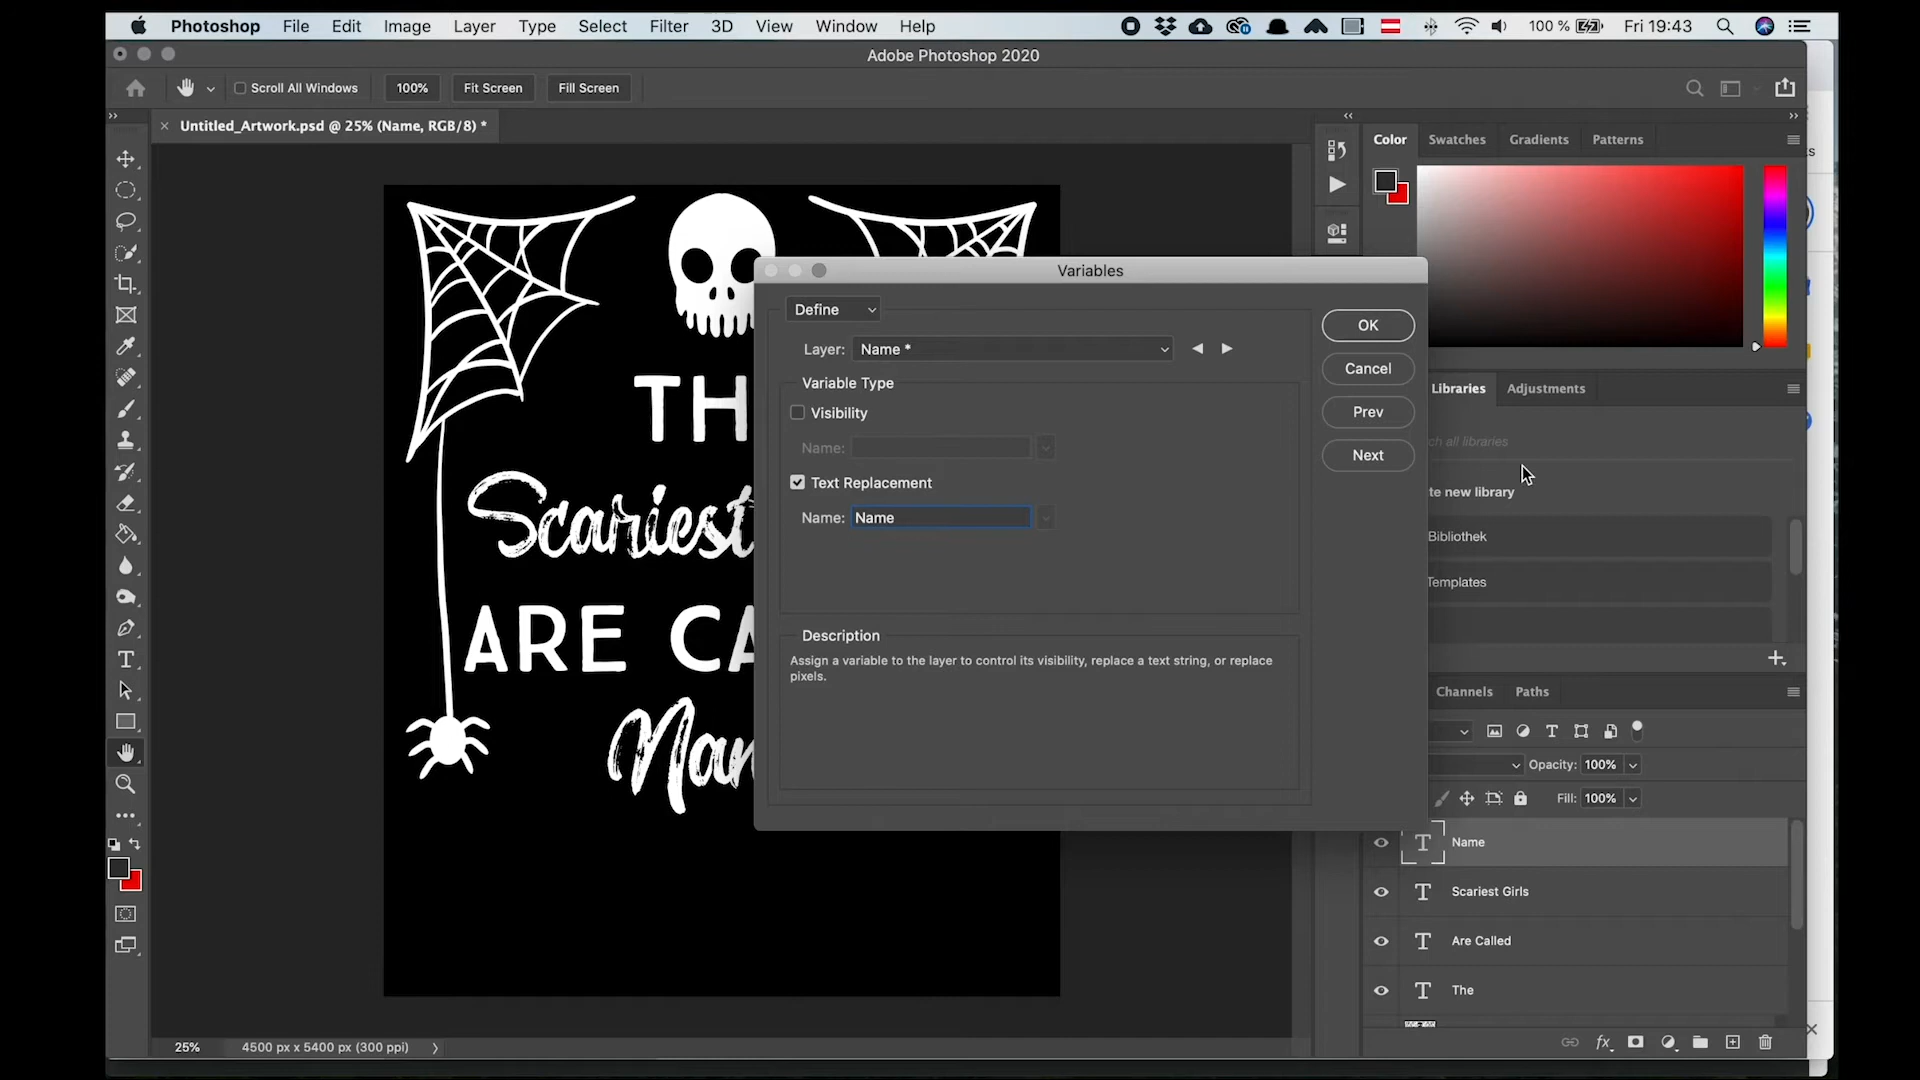 Photoshop File Edit Image Layer Type Select Filter 3D View Window Help 100 % Fri 19:43
Adobe Photoshop 2020
Scroll All Windows 100% Fit Screen Fill Screen
Untitled_Artwork.psd @ 25% (Name, RGB/8) *
Color Swatches Gradients Patterns
Variables
Define
OK
Layer: Name *
Cancel
Variable Type
Libraries Adjustments
Visibility
Prev
ch all libraries
Name:
Next
Text Replacement
te new library
Name: Name
Bibliothek
Templates
TH
Scariest
ARE CA
Nam
Description
Assign a variable to the layer to control its visibility, replace a text string, or replace
pixels.
Channels Paths
Opacity: 100%
Fill: 100%
Name
Scariest Girls
Are Called
The
25% 4500 px x 5400 px (300 ppi)